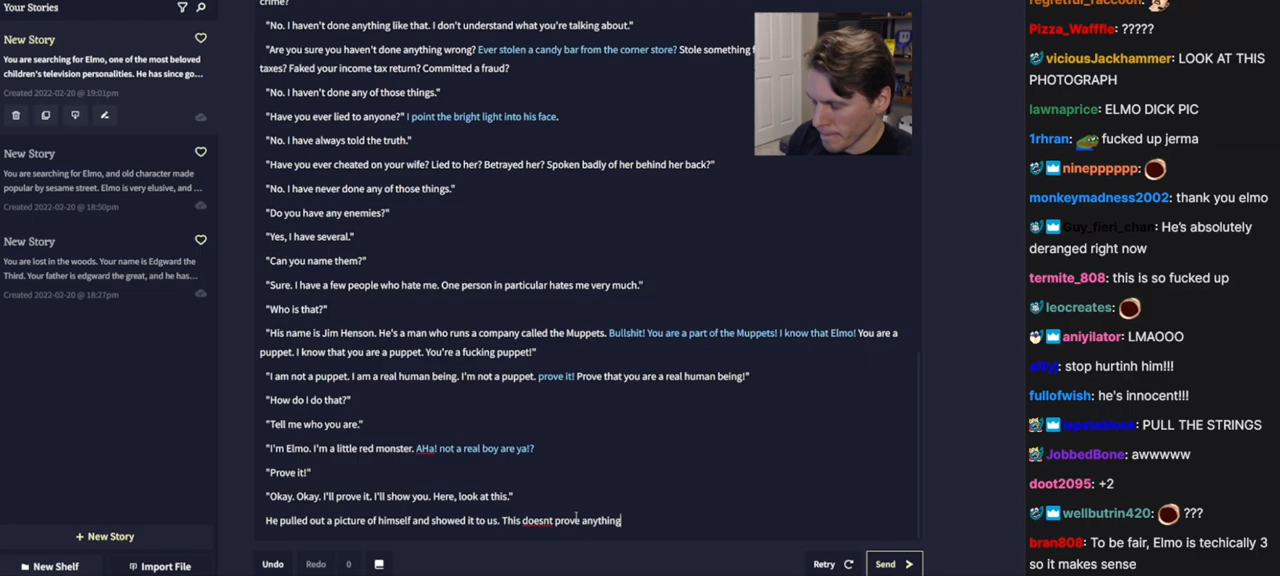 Your Stories
New Story
You are searching for Elmo, one of the most beloved
children's television personalities. He has since go...
Created 2022-02-20 @ 19:01pm
New Story
You are searching for Elmo, and old character made
popular by sesame street. Elmo is very elusive, and ...
Created 2022-02-20 @ 18:50pm
New Story
You are lost in the woods. Your name is Edgward the
Third. Your father is edgward the great, and he has...
Created 2022-02-20 @ 18:27pm
+ New Story
New Shelf
Import File
crime?"
"No. I haven't done anything like that. I don't understand what you're talking about."
"Are you sure you haven't done anything wrong? Ever stolen a candy bar from the corner store? Stole something
taxes? Faked your income tax return? Committed a fraud?
"No. I haven't done any of those things."
"Have you ever lied to anyone?" I point the bright light into his face.
"No. I have always told the truth."
"Have you ever cheated on your wife? Lied to her? Betrayed her? Spoken badly of her behind her back?"
"No. I have never done any of those things."
"Do you have any enemies?"
"Yes, I have several."
"Can you name them?"
"Sure. I have a few people who hate me. One person in particular hates me very much."
"Who is that?"
"His name is Jim Henson. He's a man who runs a company called the Muppets. Bullshit! You are a part of the Muppets! I know that Elmo! You are a
puppet. I know that you are a puppet. You're a fucking puppet!"
"I am not a puppet. I am a real human being. I'm not a puppet. prove it! Prove that you are a real human being!"
"How do I do that?"
"Tell me who you are."
"I'm Elmo. I'm a little red monster. AHa! not a real boy are ya!?
"Prove it!"
"Okay. Okay. I'll prove it. I'll show you. Here, look at this."
He pulled out a picture of himself and showed it to us. This doesnt prove anything
Undo
Redo
0
Retry
Send
regretful_raccoon:
Pizza_Wafffle: ?????
viciousJackhammer: LOOK AT THIS
PHOTOGRAPH
lawnaprice: ELMO DICK PIC
1rhran: fucked up jerma
nineppppp:
monkeymadness2002: thank you elmo
Guy_fieri_chan: He's absolutely
deranged right now
termite_808: this is so fucked up
leocreates:
aniyilator: LMAOOO
stop hurtinh him!!!
fullofwish: he's innocent!!!
PULL THE STRINGS
JobbedBone: awwwww
doot2095: +2
wellbutrin420: ???
bran808: To be fair, Elmo is techically 3
so it makes sense